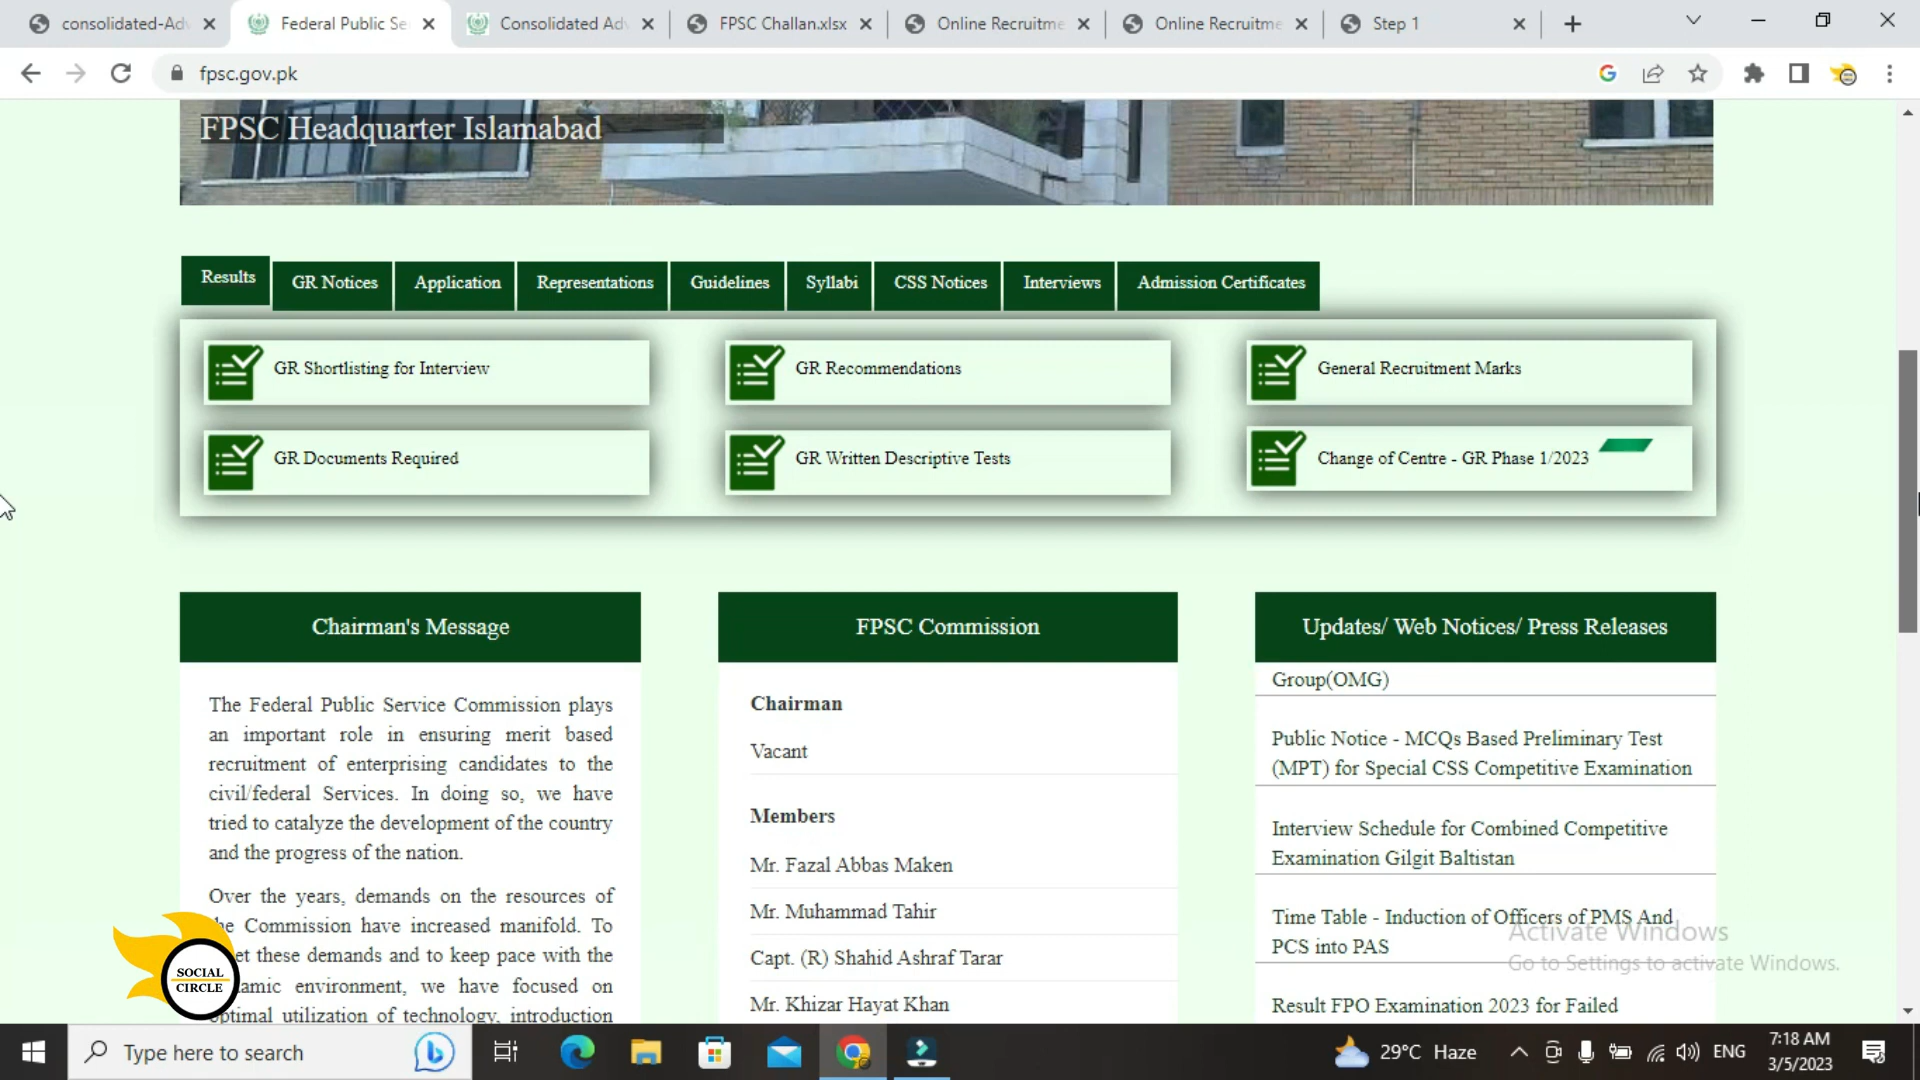 consolidated-Adv
Federal Public Se
Consolidated Adv
FPSC Challan.xlsx
Online Recruitme
Online Recruitme
Step 1
fpsc.gov.pk
FPSC Headquarter Islamabad
Results
GR Notices
Application
Representations
Guidelines
Syllabi
CSS Notices
Interviews
Admission Certificates
GR Shortlisting for Interview
GR Recommendations
General Recruitment Marks
GR Documents Required
GR Written Descriptive Tests
Change of Centre - GR Phase 1/2023
Chairman's Message
The Federal Public Service Commission plays
an important role in ensuring merit based
recruitment of enterprising candidates to the
civil/federal Services. In doing so, we have
tried to catalyze the development of the country
and the progress of the nation.
Over the years, demands on the resources of
he Commission have increased manifold. To
et these demands and to keep pace with the
amic environment, we have focused on
optimal utilization of technology, introduction
FPSC Commission
Chairman
Vacant
Members
Mr. Fazal Abbas Maken
Mr. Muhammad Tahir
Capt. (R) Shahid Ashraf Tarar
Mr. Khizar Hayat Khan
Updates/ Web Notices/ Press Releases
Group(OMG)
Public Notice - MCQs Based Preliminary Test
(MPT) for Special CSS Competitive Examination
Interview Schedule for Combined Competitive
Examination Gilgit Baltistan
Time Table - Induction of Officers of PMS And
PCS into PAS
Result FPO Examination 2023 for Failed
Activate Windows
Go to Settings to activate Windows.
SOCIAL
CIRCLE
Type here to search
29°C Haze
ENG
7:18 AM
3/5/2023